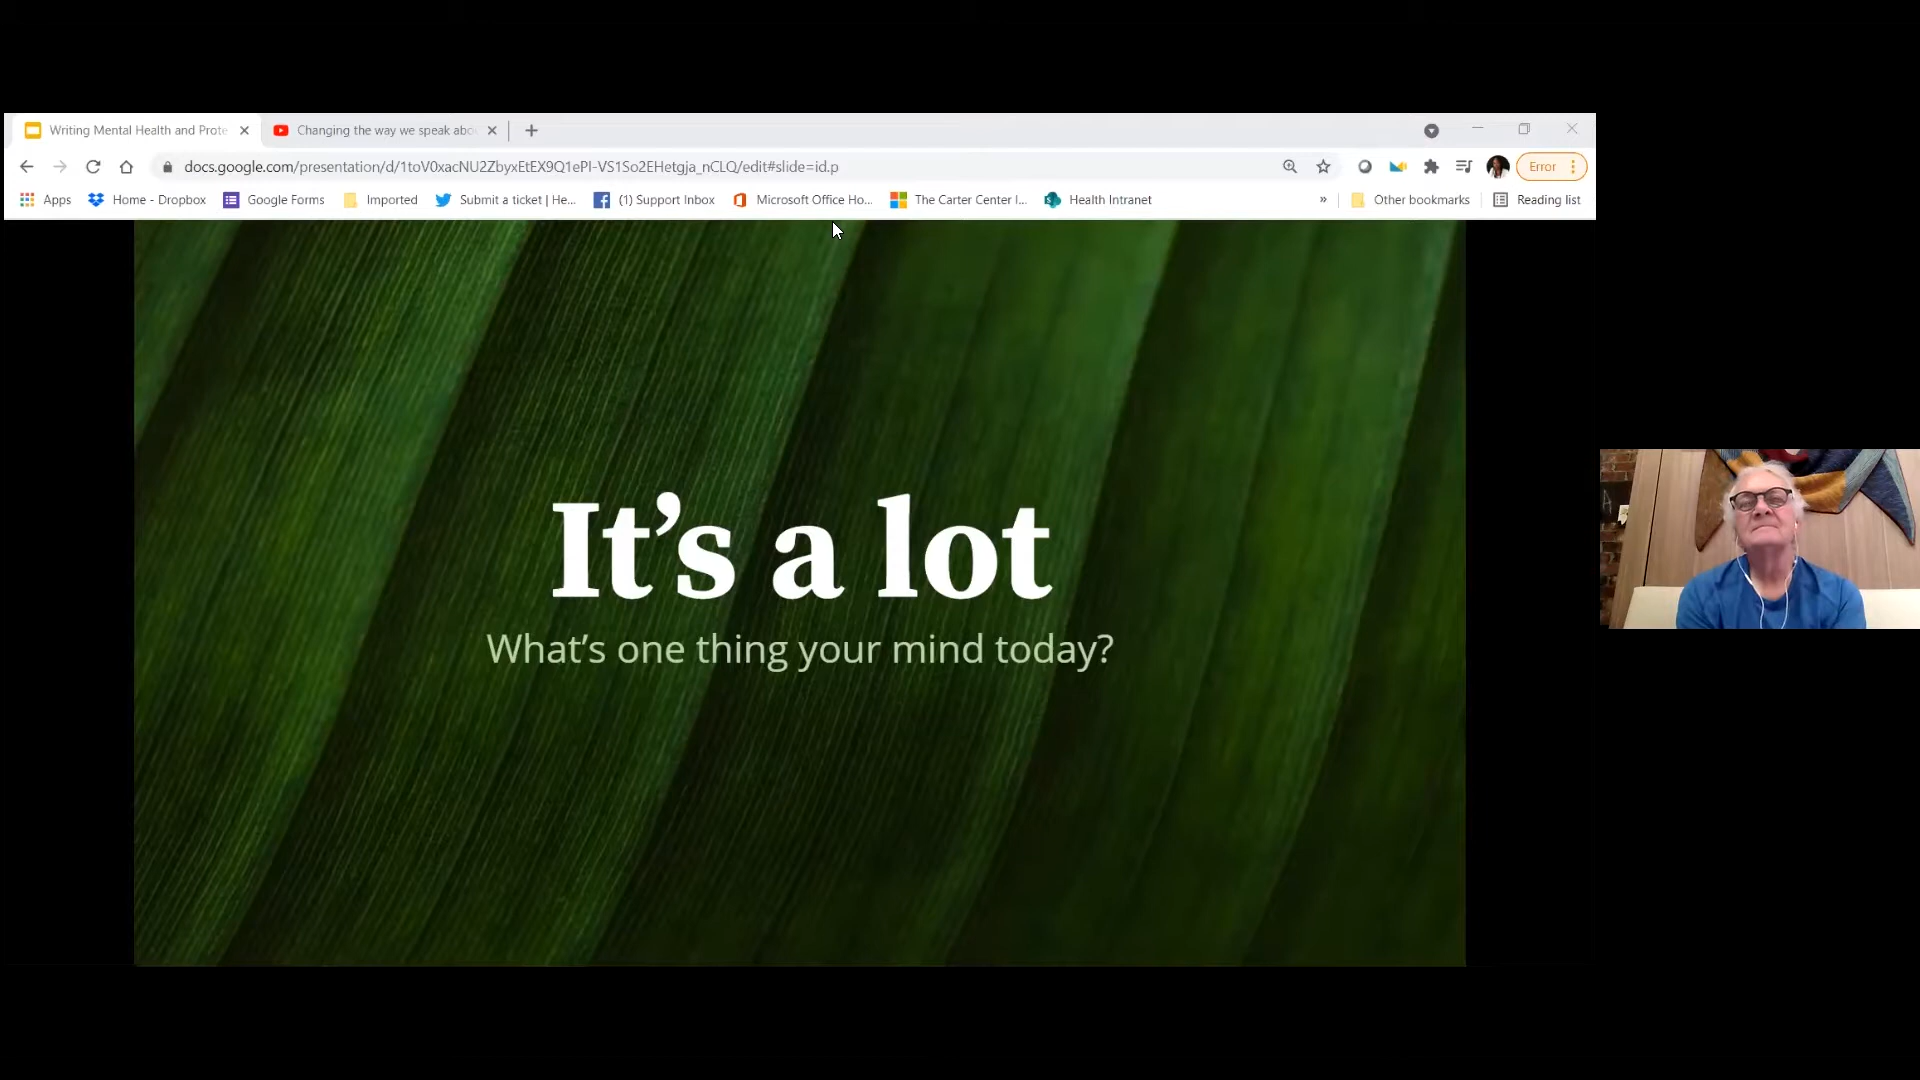 Writing Mental Health and Prote
Changing the way we speak abo
docs.google.com/presentation/d/1toV0xacNU2ZbyxEtEX9Q1ePI-VS1So2EHetgja_nCLQ/edit#slide=id.p
Error
Apps
Home - Dropbox
Google Forms
Imported
Submit a ticket | He...
(1) Support Inbox
Microsoft Office Ho...
The Carter Center I...
Health Intranet
»
Other bookmarks
Reading list
It’s a lot
What’s one thing your mind today?